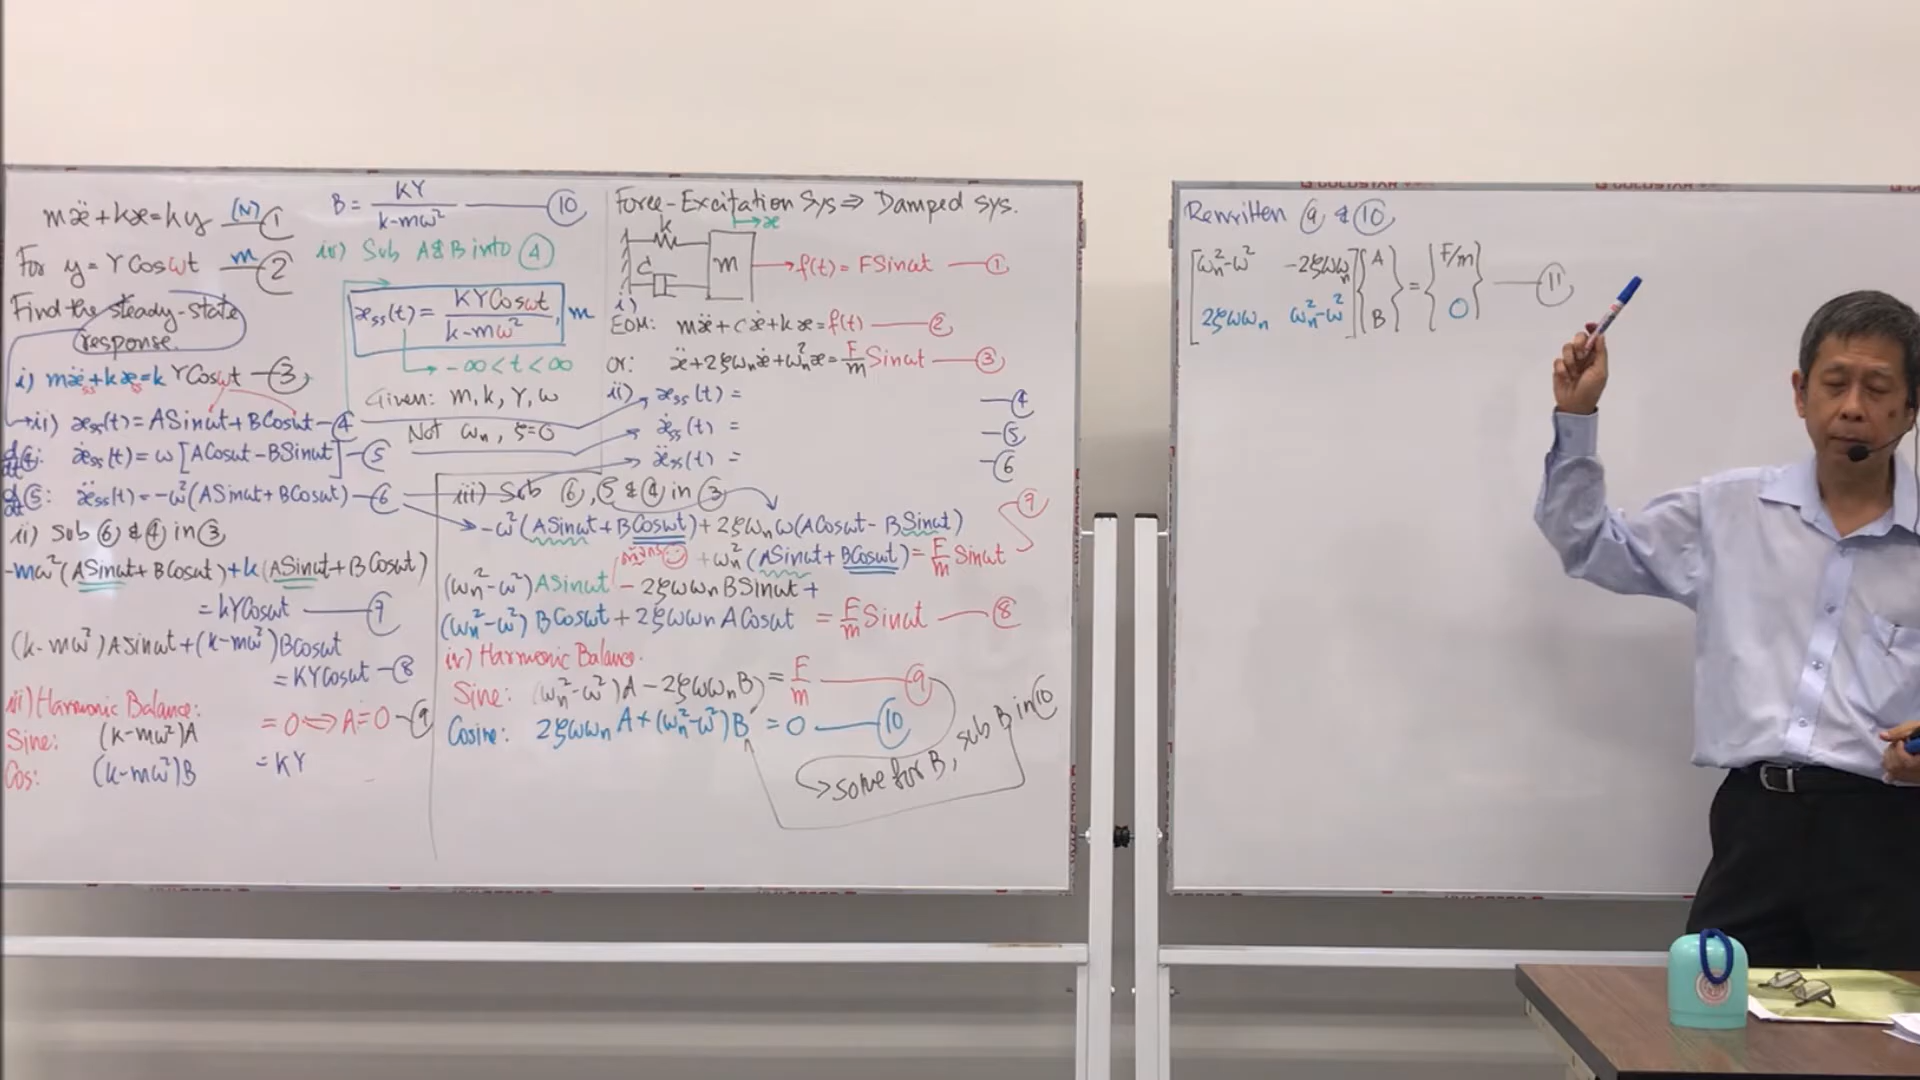 mẍ+kx=ky (N) ①
For y = Y Cosωt m ②
Find the steady-state
response.
i) mẍ+kx=kYCosωt —③
ss ss
ii) xss(t)=ASinωt+BCosωt—④
d/dt ④: ẋss(t)=ω[ACosωt-BSinωt]—⑤
d/dt ⑤: ẍss(t)=-ω²(ASinωt+BCosωt)—⑥
ii) Sub ⑥ & ④ in ③
-mω²(ASinωt+BCosωt)+k(ASinωt+BCosωt)
=kYCosωt —⑦
(k-mω²)ASinωt+(k-mω²)BCosωt
=KYCosωt —⑧
iii) Harmonic Balance:
Sine: (k-mω²)A =0⇔A=0—⑨
Cos: (k-mω²)B =KY
B = KY/(k-mω²) —⑩
iv) Sub A&B into ④
xss(t)= KYCosωt/(k-mω²), m
-∞<t<∞
Given: m, k, Y, ω
Not ωn, ζ=0
Force-Excitation Sys⇒ Damped sys.
x
k
C
m
f(t)= FSinωt —①
i)
EOM: mẍ+cẋ+kx=f(t) —②
or: ẍ+2ζωnẋ+ωn²x=F/m Sinωt —③
ii) xss(t)= —④
ẋss(t) = —⑤
ẍss(t) = —⑥
iii) Sub ⑥,⑤ & ④ in ③
-ω²(ASinωt+BCosωt)+2ζωnω(ACosωt-BSinωt)
+ωn²(ASinωt+BCosωt)=F/m Sinωt ⑦
(ωn²-ω²)ASinωt-2ζωωnBSinωt+
(ωn²-ω²)BCosωt+2ζωωnACosωt =F/m Sinωt —⑧
iv) Harmonic Balance.
Sine: (ωn²-ω²)A-2ζωωnB =F/m —⑨
Cosine: 2ζωωnA+(ωn²-ω²)B =0 —⑩
solve for B, sub B in ⑩
Rewritten ⑨ & ⑩
[ωn²-ω² -2ζωωn] {A} = {F/m} —⑪
[2ζωωn ωn²-ω²] {B} {0}